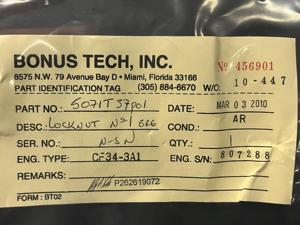 BONUS TECH, INC. Nº 456901
8575 N.W. 79 Avenue Bay D • Miami, Florida 33166
PART IDENTIFICATION TAG (305) 884-6670 W/O: 10-447
PART NO.: 5071T37P01 DATE: MAR 03 2010
DESC.: LOCKNUT Nº1 BRG COND.: AR
SER. NO.: N-S-N QTY.: 1
ENG. TYPE: CF34-3A1 ENG. S/N: 807288
REMARKS: P262619072
FORM: BT02